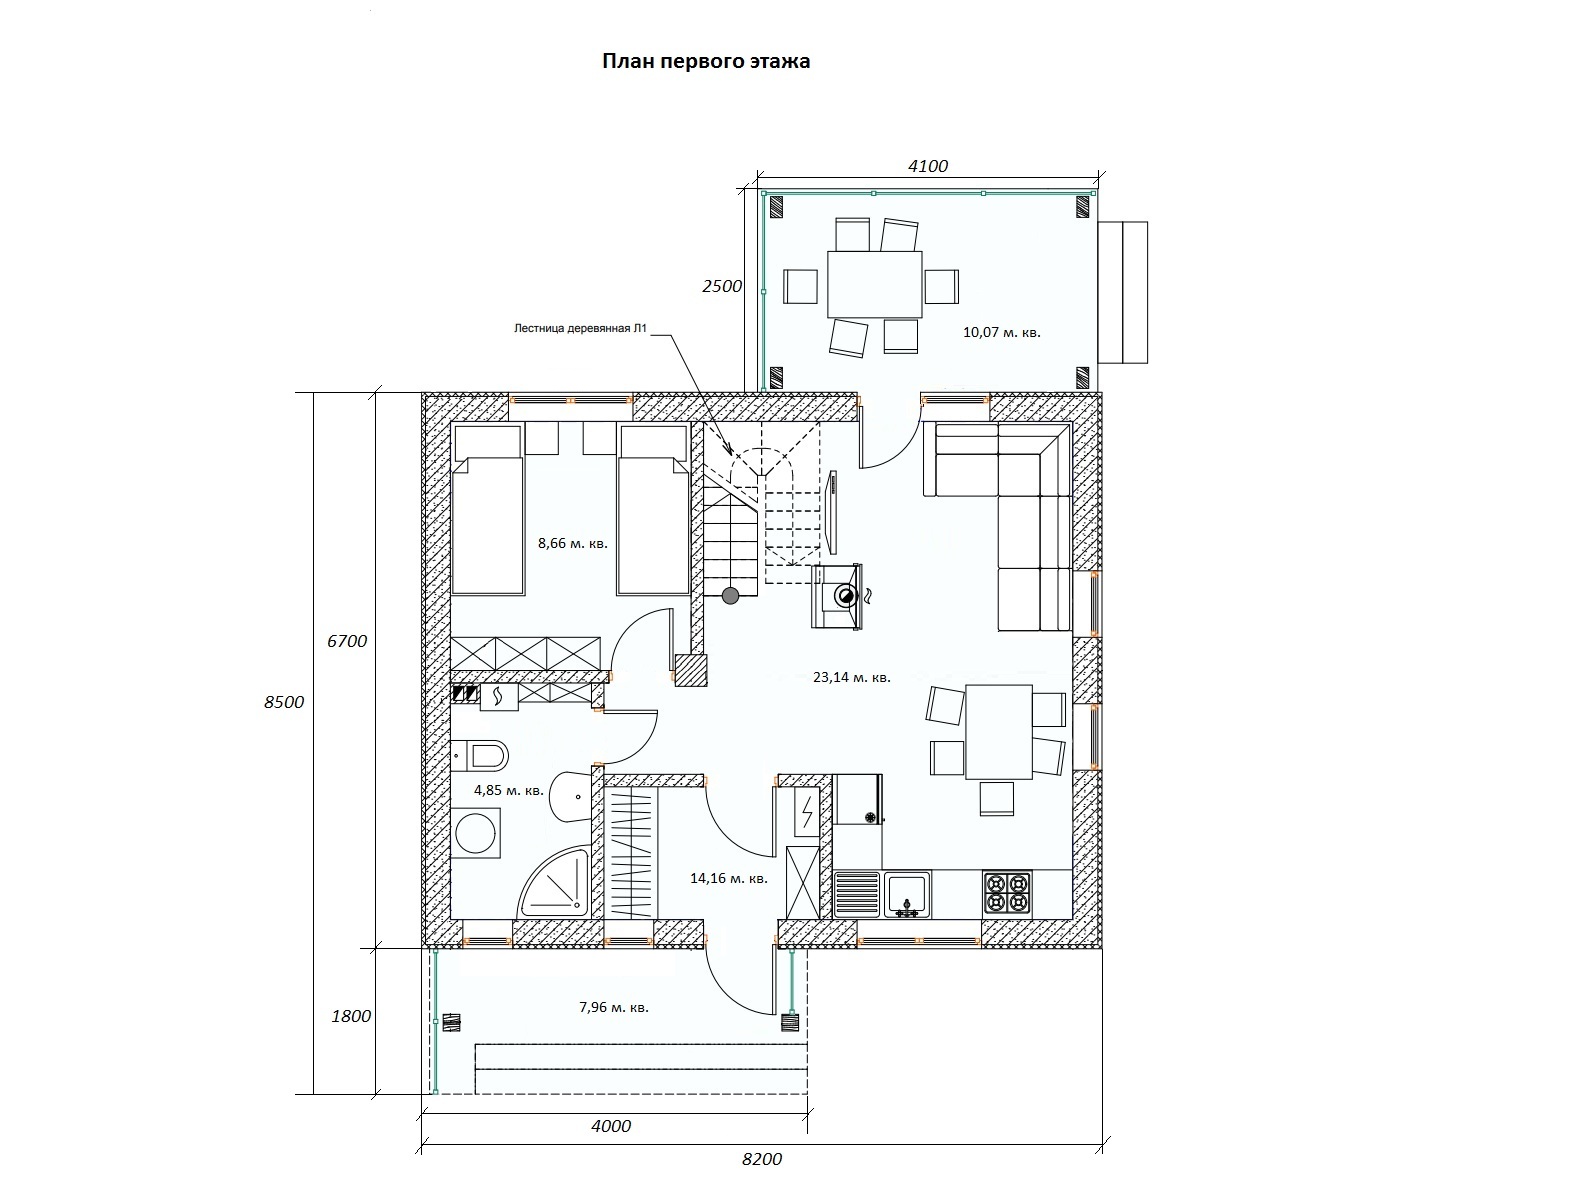 План первого этажа
4100
2500
Лестница деревянная Л1
10,07 м. кв.
8,66 м. кв.
6700
23,14 м. кв.
8500
4,85 м. кв.
14,16 м. кв.
7,96 м. кв.
1800
4000
8200